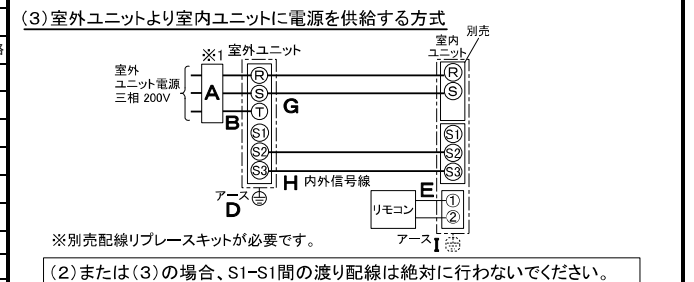 (3)室外ユニットより室内ユニットに電源を供給する方式
別売
※1 室外ユニット
室内
ユニット
室外
ユニット電源
三相 200V
A
B
R
S
T
S1
S2
S3
G
R
S
S1
S2
S3
H 内外信号線
アース
D
E
リモコン
①
②
アース I
※別売配線リプレースキットが必要です。
(2)または(3)の場合、S1-S1間の渡り配線は絶対に行わないでください。